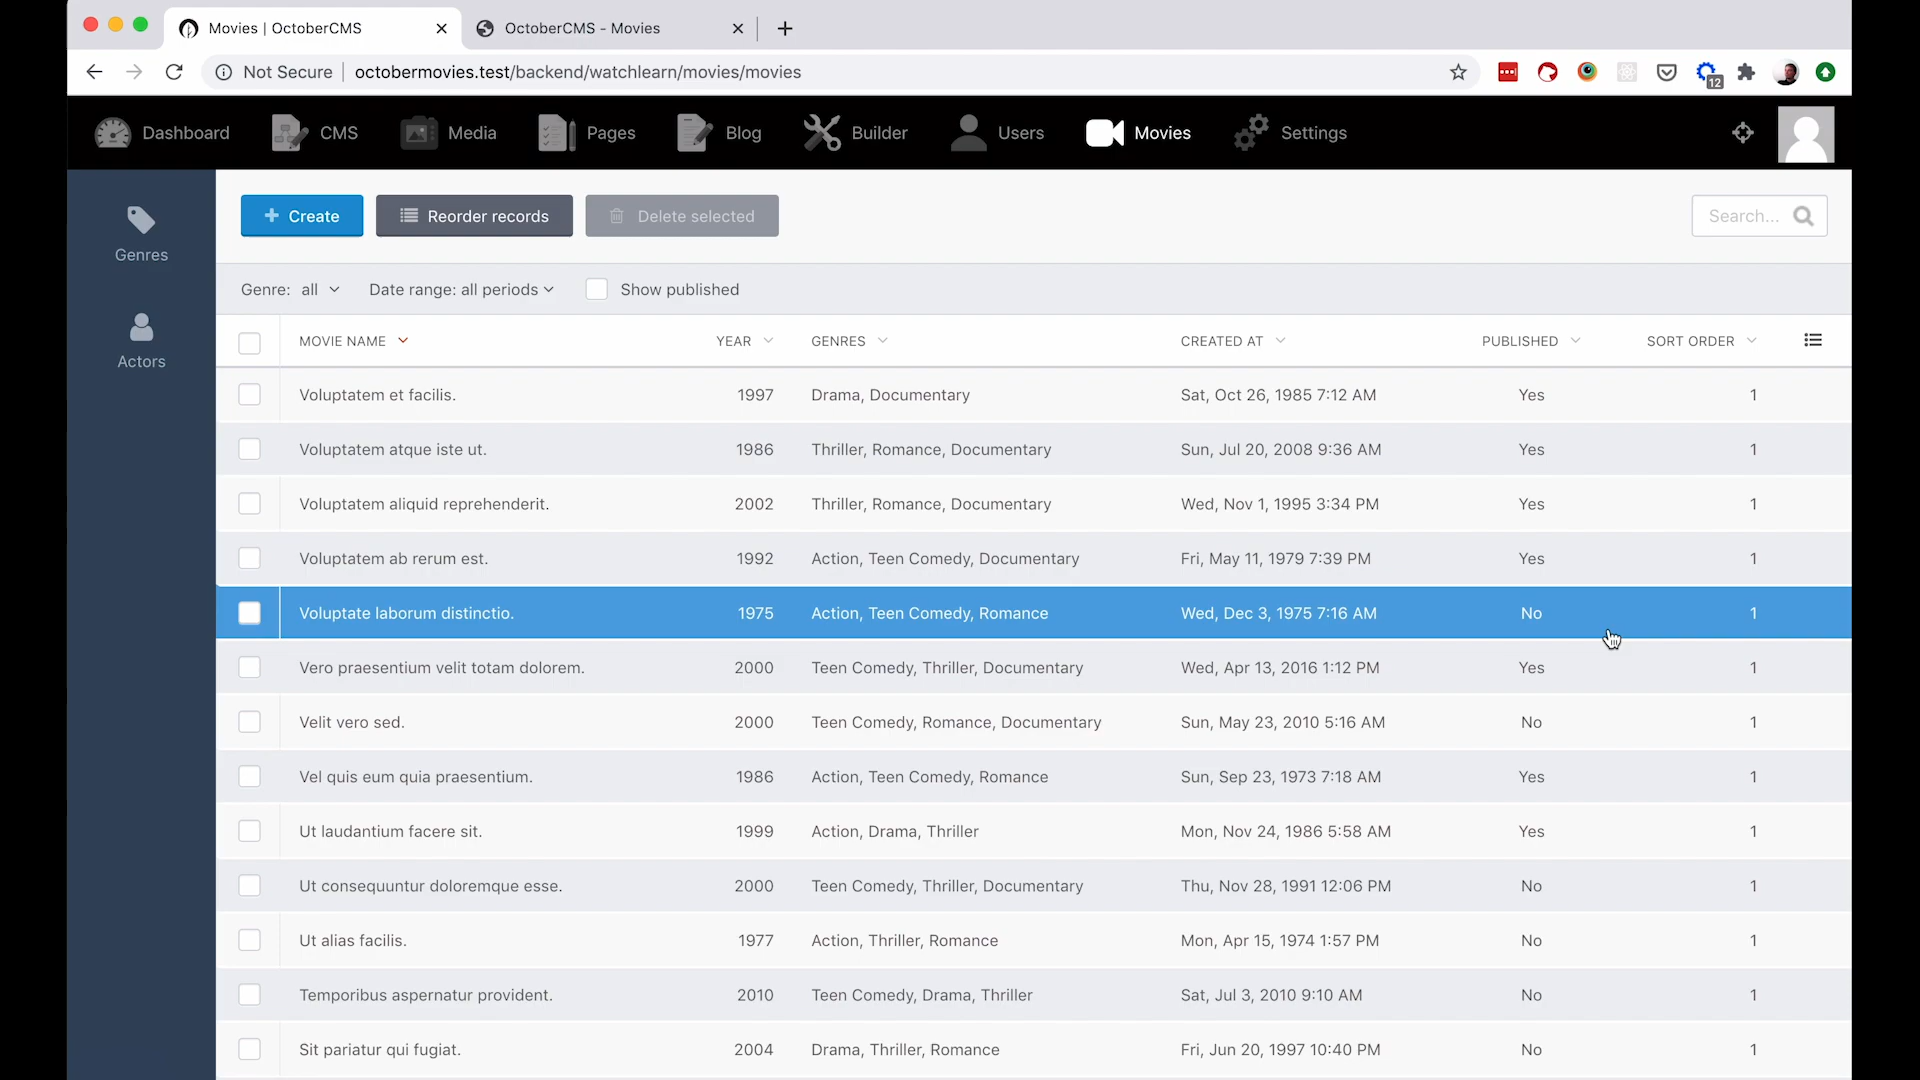 Movies | OctoberCMS
OctoberCMS - Movies
Not Secure | octobermovies.test/backend/watchlearn/movies/movies
12
Dashboard CMS Media Pages Blog Builder Users Movies Settings
Genres
Actors
+ Create Reorder records Delete selected Search...
Genre: all Date range: all periods Show published
MOVIE NAME YEAR GENRES CREATED AT PUBLISHED SORT ORDER
Voluptatem et facilis. 1997 Drama, Documentary Sat, Oct 26, 1985 7:12 AM Yes 1
Voluptatem atque iste ut. 1986 Thriller, Romance, Documentary Sun, Jul 20, 2008 9:36 AM Yes 1
Voluptatem aliquid reprehenderit. 2002 Thriller, Romance, Documentary Wed, Nov 1, 1995 3:34 PM Yes 1
Voluptatem ab rerum est. 1992 Action, Teen Comedy, Documentary Fri, May 11, 1979 7:39 PM Yes 1
Voluptate laborum distinctio. 1975 Action, Teen Comedy, Romance Wed, Dec 3, 1975 7:16 AM No 1
Vero praesentium velit totam dolorem. 2000 Teen Comedy, Thriller, Documentary Wed, Apr 13, 2016 1:12 PM Yes 1
Velit vero sed. 2000 Teen Comedy, Romance, Documentary Sun, May 23, 2010 5:16 AM No 1
Vel quis eum quia praesentium. 1986 Action, Teen Comedy, Romance Sun, Sep 23, 1973 7:18 AM Yes 1
Ut laudantium facere sit. 1999 Action, Drama, Thriller Mon, Nov 24, 1986 5:58 AM Yes 1
Ut consequuntur doloremque esse. 2000 Teen Comedy, Thriller, Documentary Thu, Nov 28, 1991 12:06 PM No 1
Ut alias facilis. 1977 Action, Thriller, Romance Mon, Apr 15, 1974 1:57 PM No 1
Temporibus aspernatur provident. 2010 Teen Comedy, Drama, Thriller Sat, Jul 3, 2010 9:10 AM No 1
Sit pariatur qui fugiat. 2004 Drama, Thriller, Romance Fri, Jun 20, 1997 10:40 PM No 1